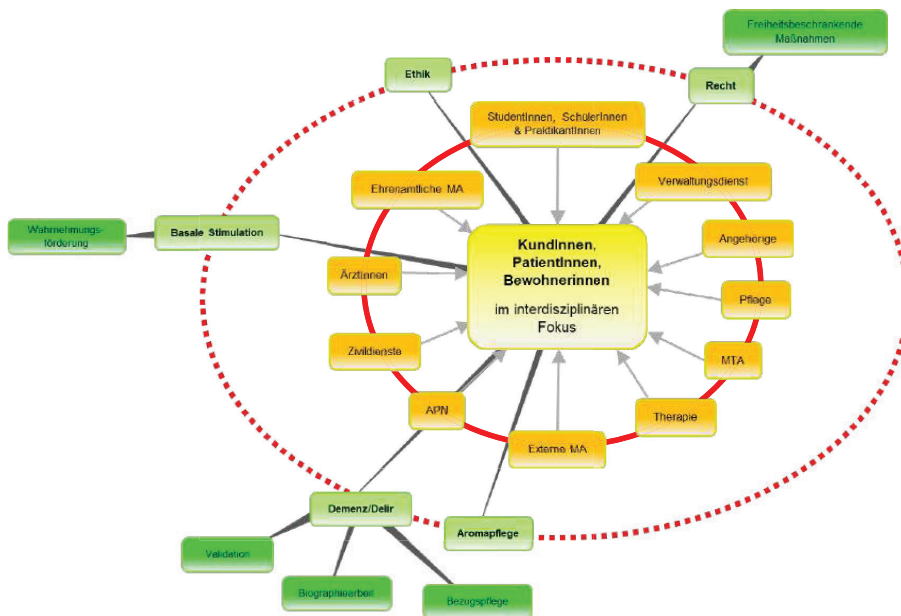 Freiheitsbeschränkende
Maßnahmen
Ethik
Recht
StudentInnen, SchülerInnen
& PraktikantInnen
Ehrenamtliche MA
Verwaltungsdienst
Wahrnehmungs-
förderung
Basale Stimulation
KundInnen,
PatientInnen,
Bewohnerinnen
im interdisziplinären
Fokus
Angehörige
ÄrztInnen
Pflege
Zivildienste
MTA
APN
Therapie
Externe MA
Demenz/Delir
Aromapflege
Validation
Biographiearbeit
Bezugspflege